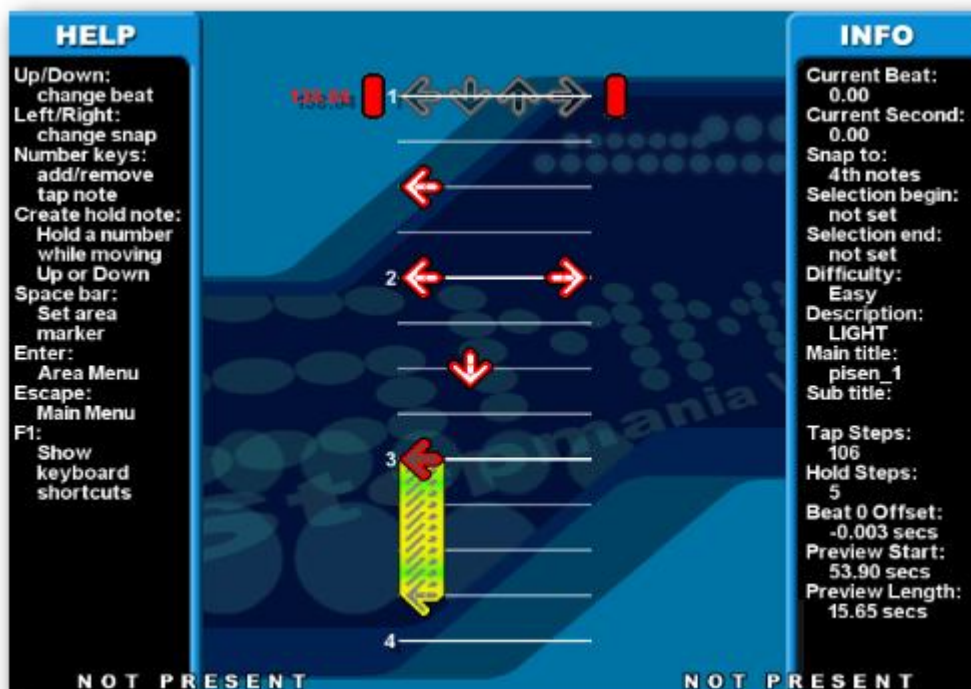 HELP
Up/Down:
change beat
Left/Right:
change snap
Number keys:
add/remove
tap note
Create hold note:
Hold a number
while moving
Up or Down
Space bar:
Set area
marker
Enter:
Area Menu
Escape:
Main Menu
F1:
Show
keyboard
shortcuts
NOT PRESENT
1
2
3
4
stepmania
INFO
Current Beat:
0.00
Current Second:
0.00
Snap to:
4th notes
Selection begin:
not set
Selection end:
not set
Difficulty:
Easy
Description:
LIGHT
Main title:
pisen_1
Sub title:
Tap Steps:
106
Hold Steps:
5
Beat 0 Offset:
-0.003 secs
Preview Start:
53.90 secs
Preview Length:
15.65 secs
NOT PRESENT